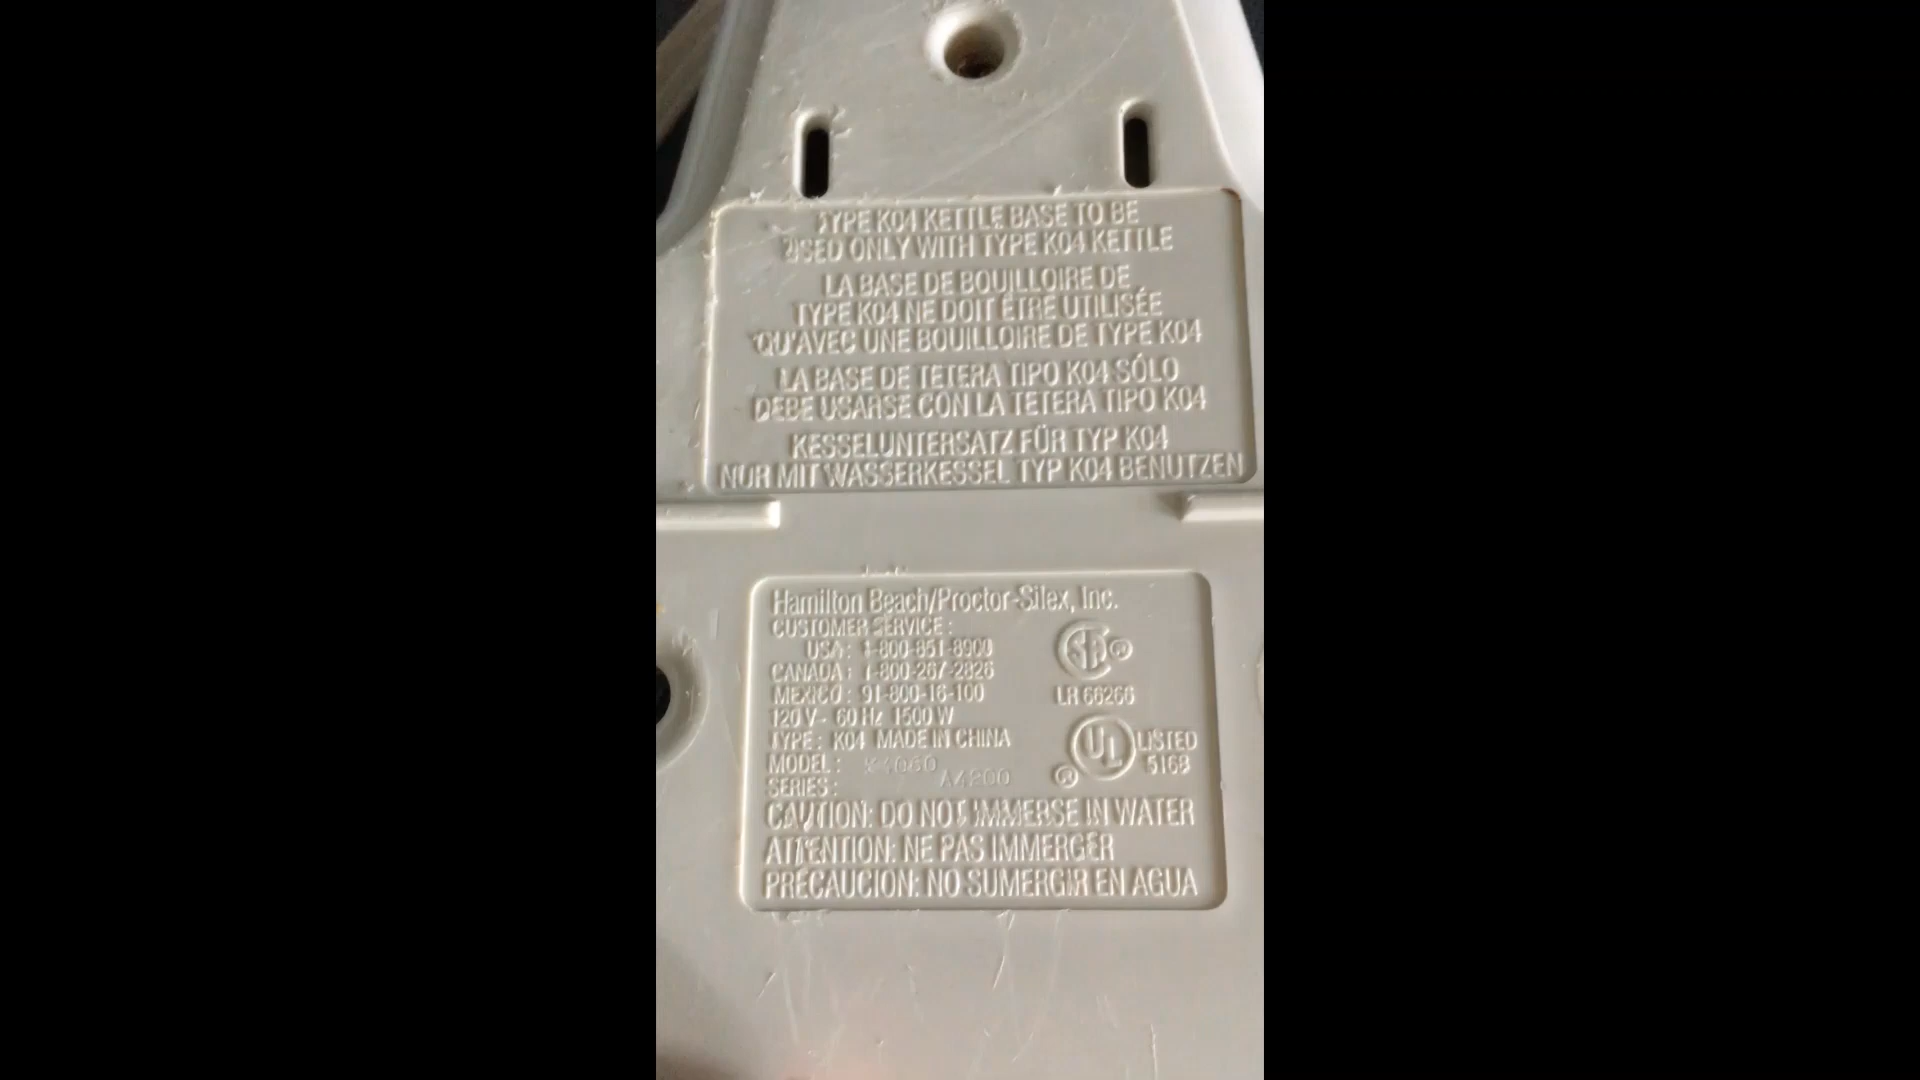 TYPE K04 KETTLE BASE TO BE
USED ONLY WITH TYPE K04 KETTLE
LA BASE DE BOUILLOIRE DE
TYPE K04 NE DOIT ÊTRE UTILISÉE
QU'AVEC UNE BOUILLOIRE DE TYPE K04
LA BASE DE TETERA TIPO K04 SÓLO
DEBE USARSE CON LA TETERA TIPO K04
KESSELUNTERSATZ FÜR TYP K04
NUR MIT WASSERKESSEL TYP K04 BENUTZEN
Hamilton Beach/Proctor-Silex, Inc.
CUSTOMER SERVICE:
USA: 1-800-851-8900
CANADA: 1-800-267-2826
MEXICO: 91-800-16-100
120 V~ 60 Hz 1500 W
TYPE: K04 MADE IN CHINA
MODEL:
SERIES: A4200
SA ®
LR 66266
UL ® LISTED
516B
CAUTION: DO NOT IMMERSE IN WATER
ATTENTION: NE PAS IMMERGER
PRÉCAUCION: NO SUMERGIR EN AGUA